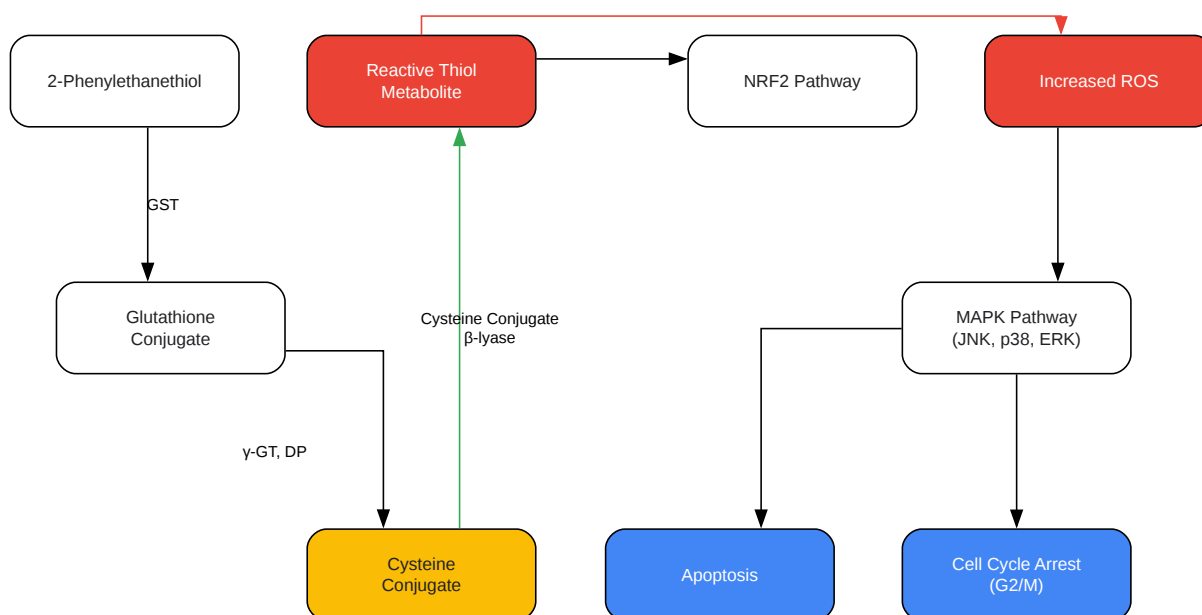 2-Phenylethanethiol
Reactive Thiol
Metabolite
NRF2 Pathway
Increased ROS
GST
Glutathione
Conjugate
Cysteine Conjugate
β-lyase
MAPK Pathway
(JNK, p38, ERK)
γ-GT, DP
Cysteine
Conjugate
Apoptosis
Cell Cycle Arrest
(G2/M)